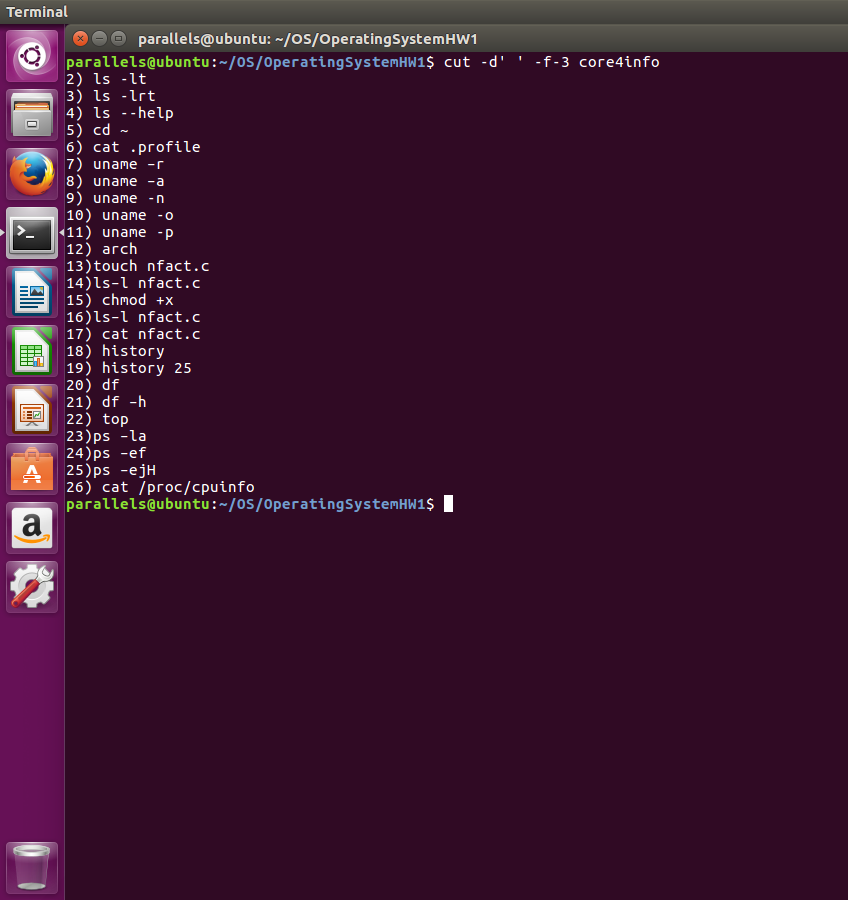 Terminal
parallels@ubuntu: ~/OS/OperatingSystemHW1
parallels@ubuntu:~/OS/OperatingSystemHW1$ cut -d' ' -f-3 core4info
2) ls -lt
3) ls -lrt
4) ls --help
5) cd ~
6) cat .profile
7) uname –r
8) uname –a
9) uname -n
10) uname -o
11) uname -p
12) arch
13)touch nfact.c
14)ls-l nfact.c
15) chmod +x
16)ls-l nfact.c
17) cat nfact.c
18) history
19) history 25
20) df
21) df –h
22) top
23)ps –la
24)ps –ef
25)ps –ejH
26) cat /proc/cpuinfo
parallels@ubuntu:~/OS/OperatingSystemHW1$